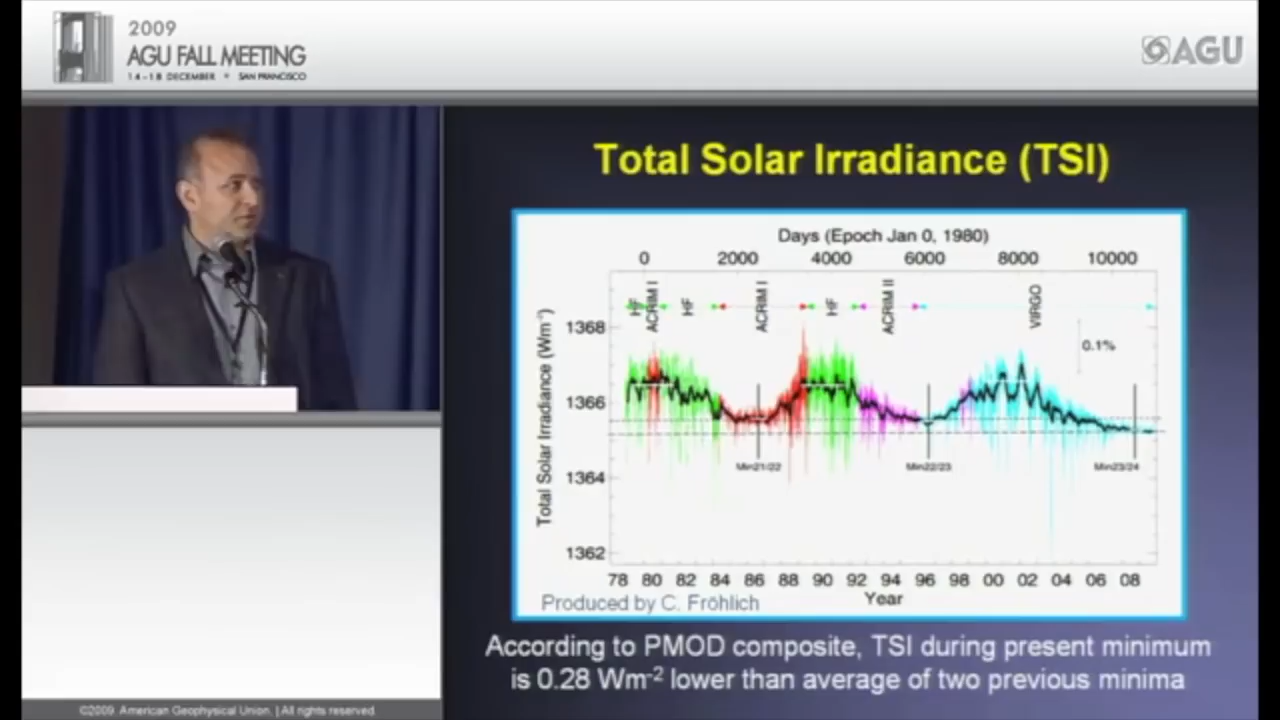 2009
AGU FALL MEETING
14-18 DECEMBER • SAN FRANCISCO
AGU
Total Solar Irradiance (TSI)
Days (Epoch Jan 0, 1980)
0 2000 4000 6000 8000 10000
HF ACRIM I HF ACRIM I HF ACRIM II VIRGO
0.1%
Total Solar Irradiance (Wm⁻²)
1368
1366
1364
1362
Min21/22 Min22/23 Min23/24
78 80 82 84 86 88 90 92 94 96 98 00 02 04 06 08
Year
Produced by C. Fröhlich
According to PMOD composite, TSI during present minimum
is 0.28 Wm⁻² lower than average of two previous minima
©2009. American Geophysical Union. | All rights reserved.